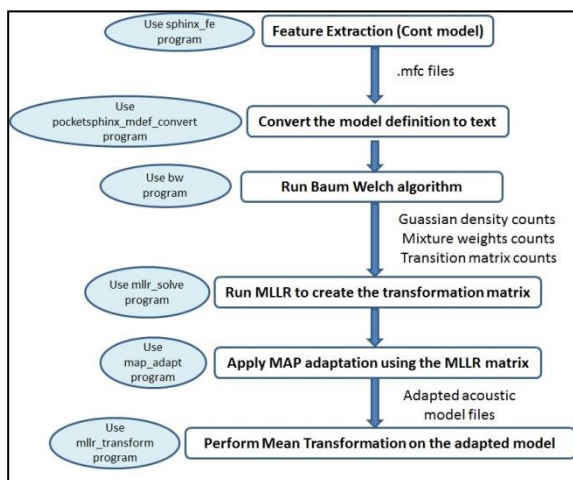 Use sphinx_fe
program
Feature Extraction (Cont model)
.mfc files
Use
pocketsphinx_mdef_convert
program
Convert the model definition to text
Use bw
program
Run Baum Welch algorithm
Guassian density counts
Mixture weights counts
Transition matrix counts
Use mllr_solve
program
Run MLLR to create the transformation matrix
Use
map_adapt
program
Apply MAP adaptation using the MLLR matrix
Adapted acoustic
model files
Use
mllr_transform
program
Perform Mean Transformation on the adapted model